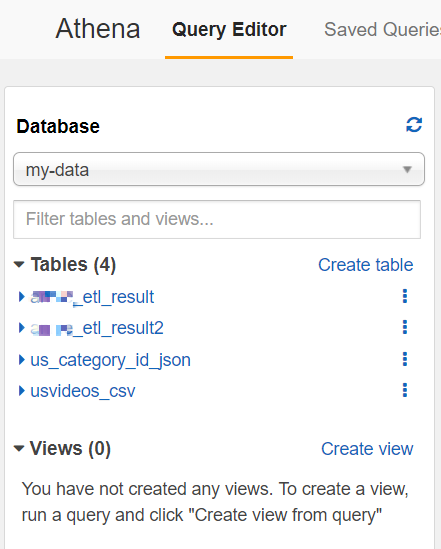 Athena Query Editor Saved Queries
Database
my-data
Filter tables and views...
Tables (4) Create table
_etl_result
_etl_result2
us_category_id_json
usvideos_csv
Views (0) Create view
You have not created any views. To create a view,
run a query and click "Create view from query"